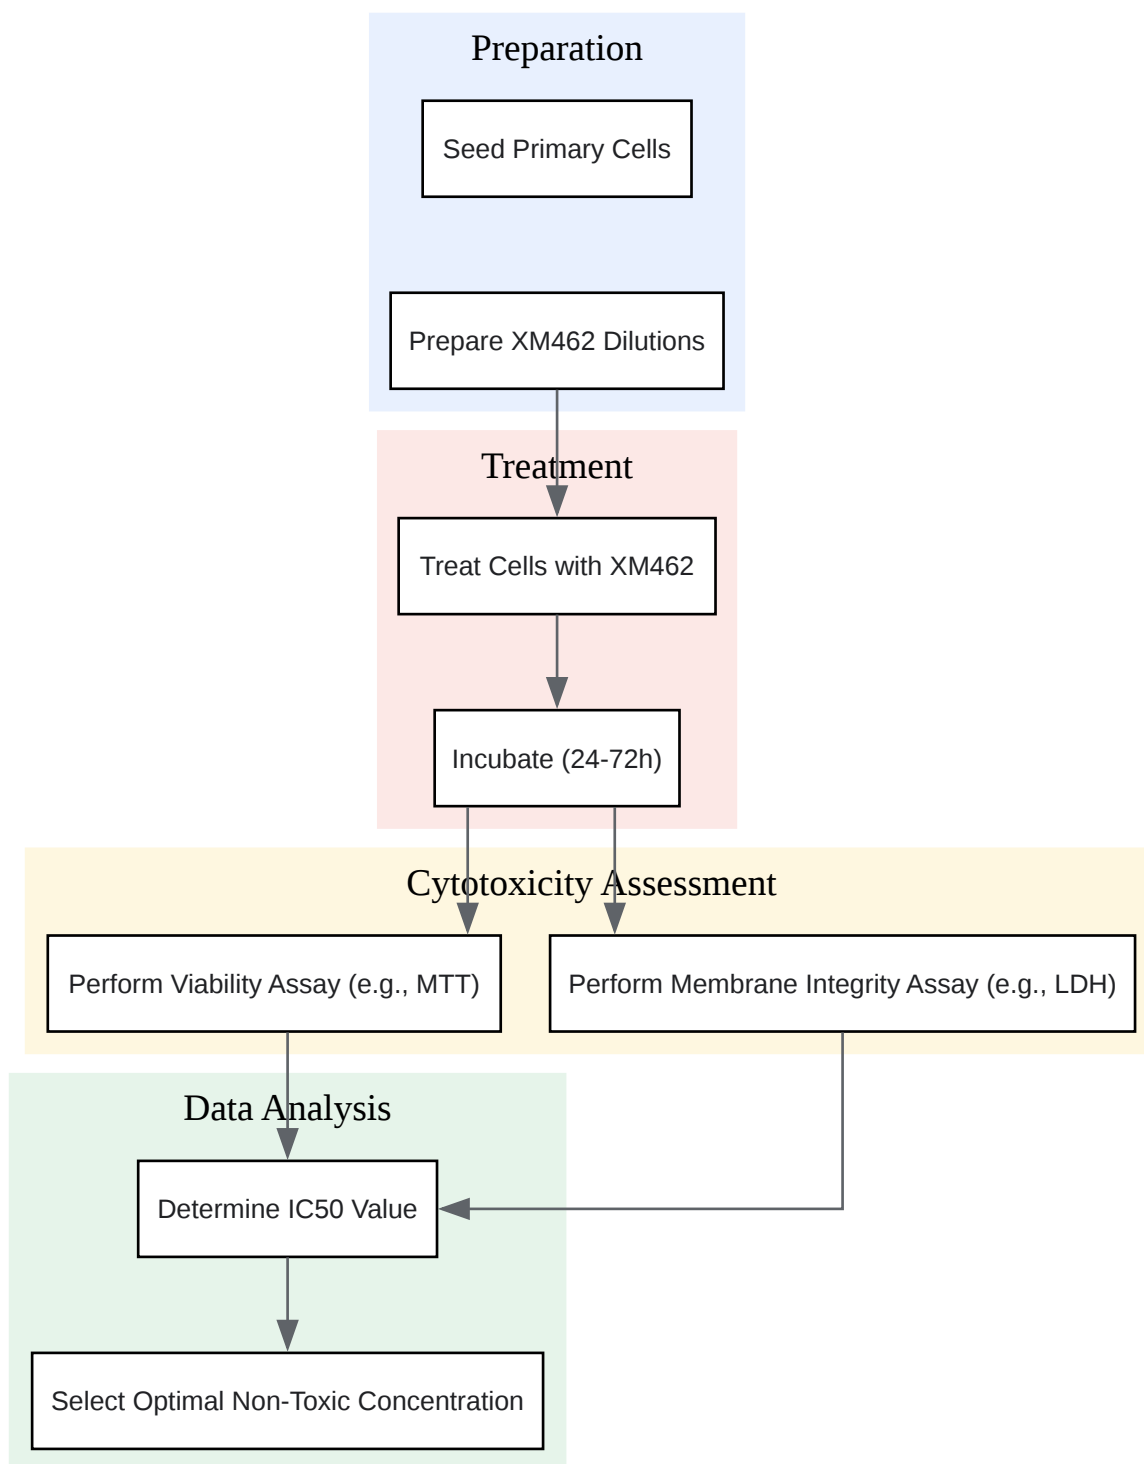 Preparation
Seed Primary Cells
Prepare XM462 Dilutions
Treatment
Treat Cells with XM462
Incubate (24-72h)
Cytotoxicity Assessment
Perform Viability Assay (e.g., MTT)
Perform Membrane Integrity Assay (e.g., LDH)
Data Analysis
Determine IC50 Value
Select Optimal Non-Toxic Concentration